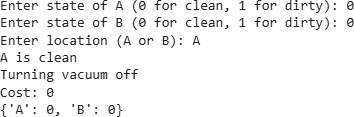 Enter state of A (0 for clean, 1 for dirty): 0
Enter state of B (0 for clean, 1 for dirty): 0
Enter location (A or B): A
A is clean
Turning vacuum off
Cost: 0
{'A': 0, 'B': 0}